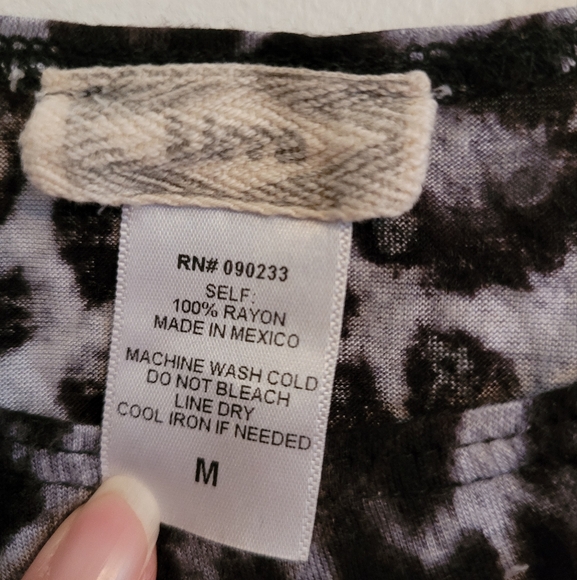 RN# 090233
SELF:
100% RAYON
MADE IN MEXICO
MACHINE WASH COLD
DO NOT BLEACH
LINE DRY
COOL IRON IF NEEDED
M